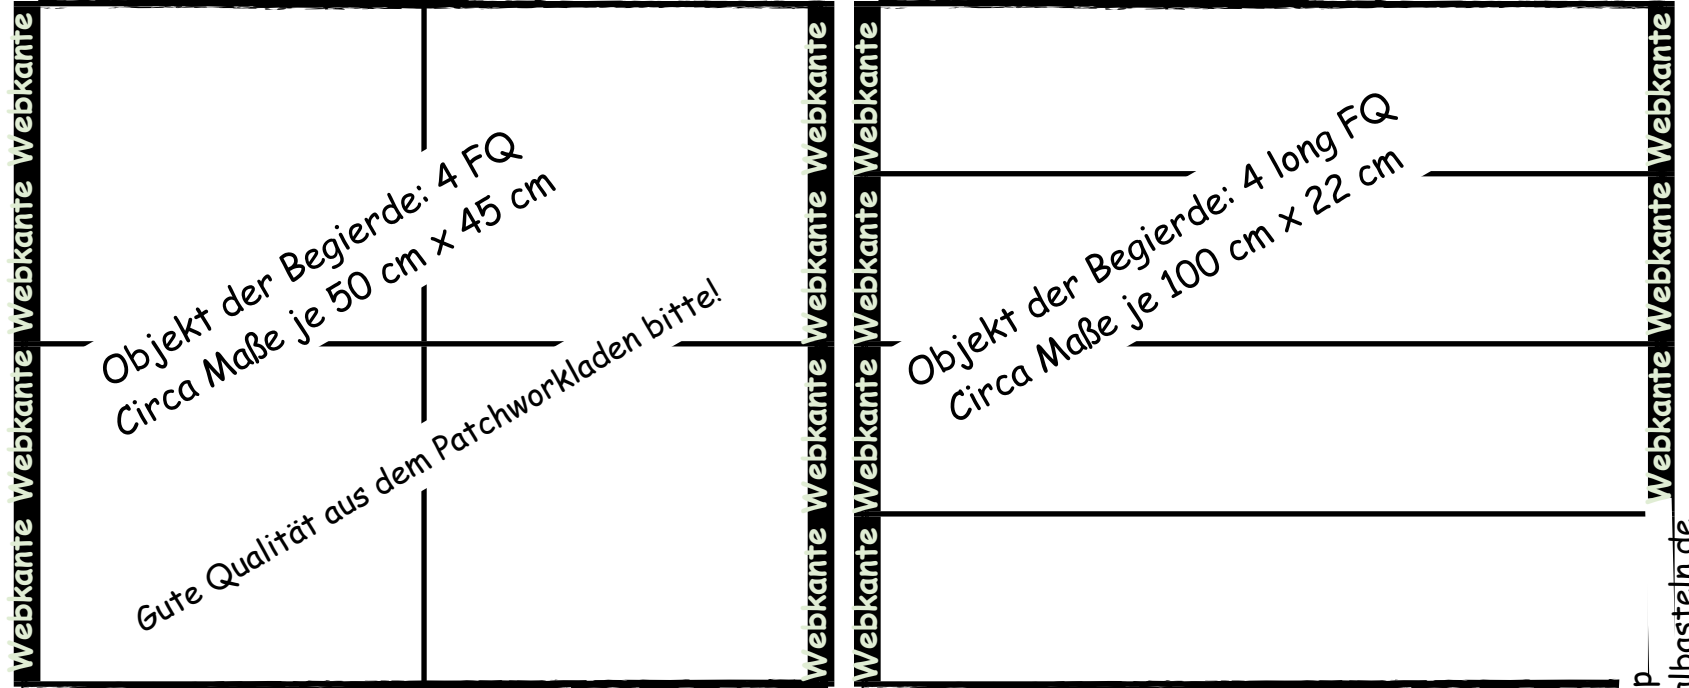 Webkante Webkante Webkante Webkante
Objekt der Begierde: 4 FQ
Circa Maße je 50 cm x 45 cm
Gute Qualität aus dem Patchworkladen bitte!
Webkante Webkante Webkante Webkante
Webkante Webkante Webkante Webkante
Objekt der Begierde: 4 long FQ
Circa Maße je 100 cm x 22 cm
Webkante Webkante Webkante